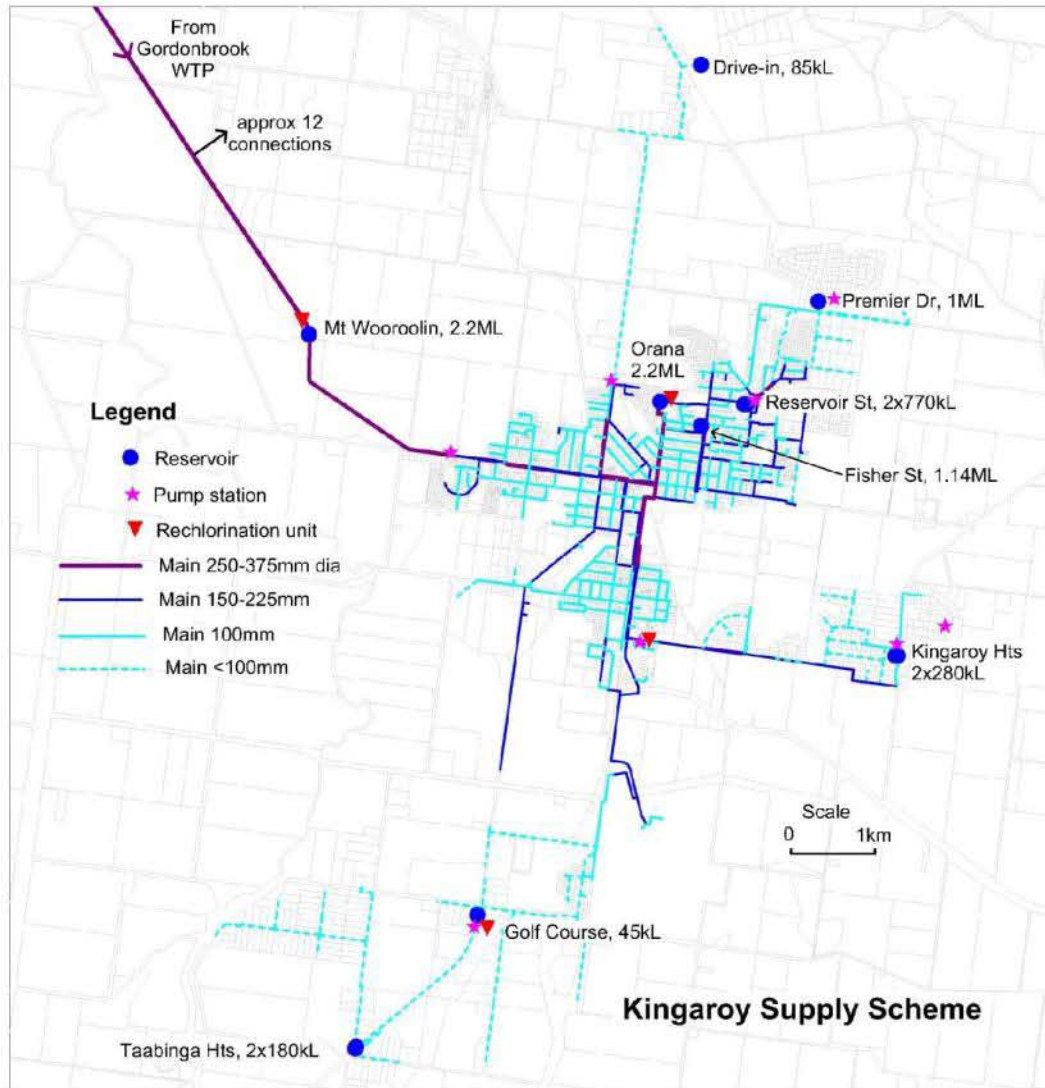 From
Gordonbrook
WTP
approx 12
connections
Drive-in, 85kL
Premier Dr, 1ML
Mt Wooroolin, 2.2ML
Orana
2.2ML
Reservoir St, 2x770kL
Fisher St, 1.14ML
Legend
Reservoir
Pump station
Rechlorination unit
Main 250-375mm dia
Main 150-225mm
Main 100mm
Main <100mm
Kingaroy Hts
2x280kL
Scale
0 1km
Golf Course, 45kL
Kingaroy Supply Scheme
Taabinga Hts, 2x180kL